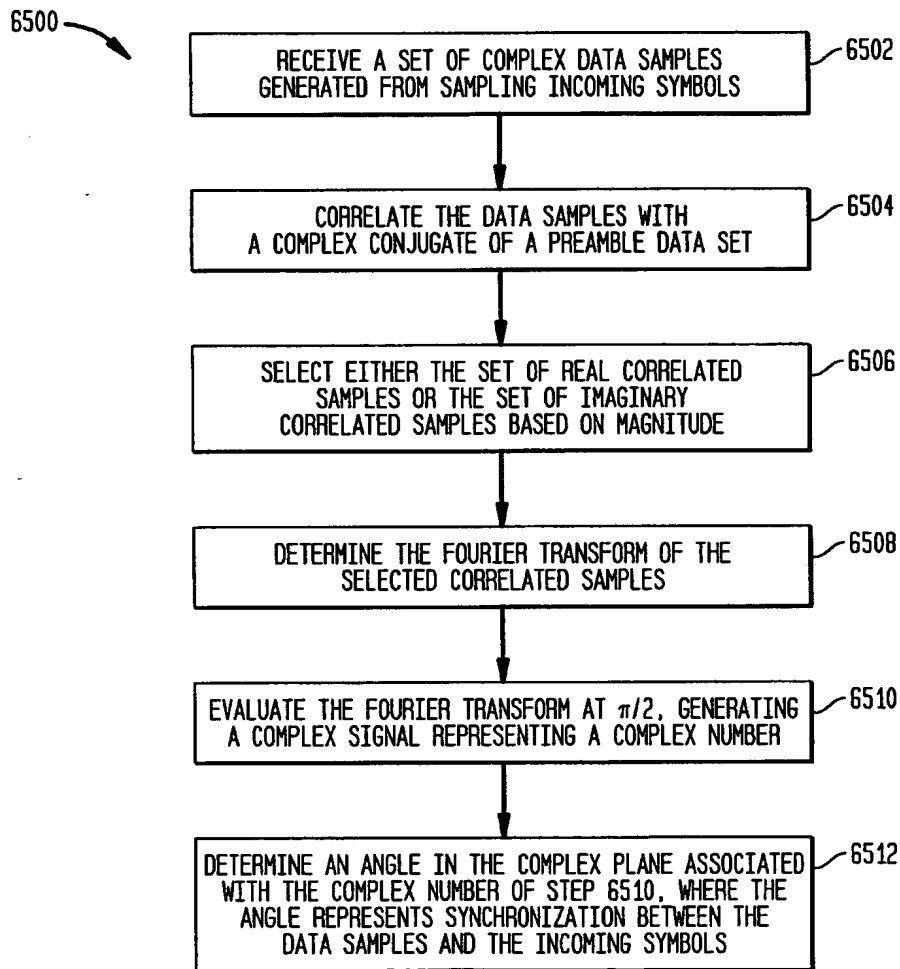 6500
RECEIVE A SET OF COMPLEX DATA SAMPLES
GENERATED FROM SAMPLING INCOMING SYMBOLS
6502
CORRELATE THE DATA SAMPLES WITH
A COMPLEX CONJUGATE OF A PREAMBLE DATA SET
6504
SELECT EITHER THE SET OF REAL CORRELATED
SAMPLES OR THE SET OF IMAGINARY
CORRELATED SAMPLES BASED ON MAGNITUDE
6506
DETERMINE THE FOURIER TRANSFORM OF THE
SELECTED CORRELATED SAMPLES
6508
EVALUATE THE FOURIER TRANSFORM AT π/2, GENERATING
A COMPLEX SIGNAL REPRESENTING A COMPLEX NUMBER
6510
DETERMINE AN ANGLE IN THE COMPLEX PLANE ASSOCIATED
WITH THE COMPLEX NUMBER OF STEP 6510, WHERE THE
ANGLE REPRESENTS SYNCHRONIZATION BETWEEN THE
DATA SAMPLES AND THE INCOMING SYMBOLS
6512